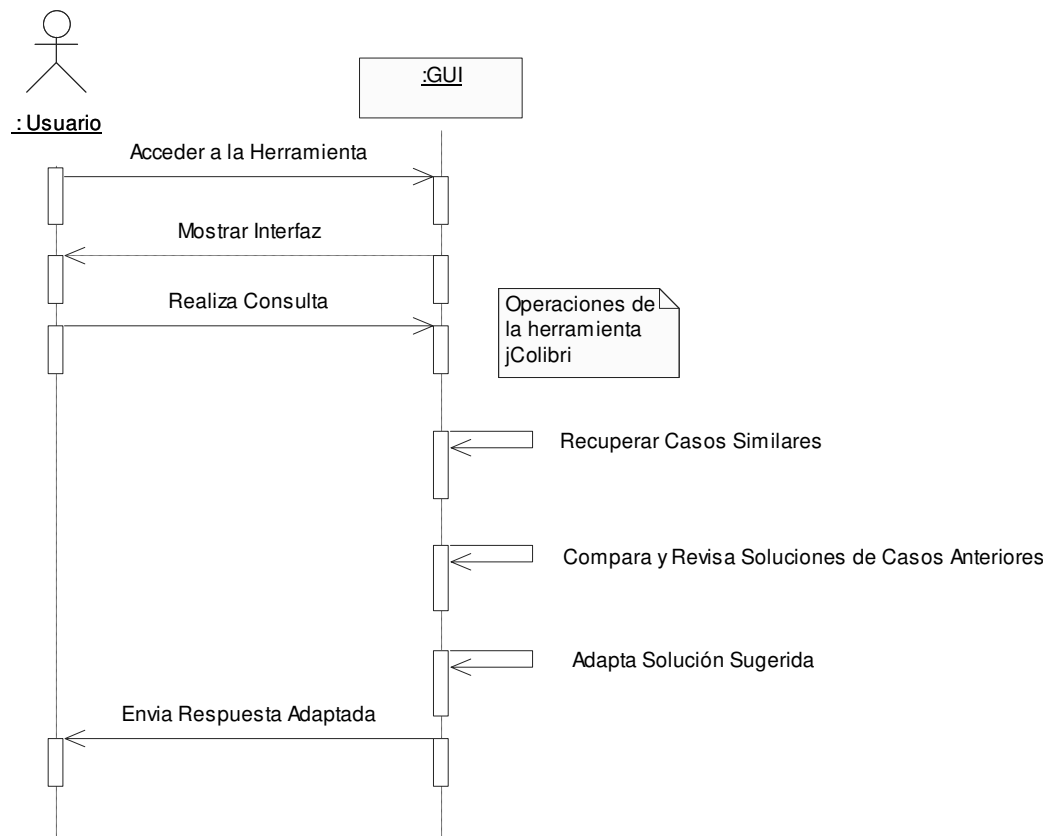 :GUI
: Usuario
Acceder a la Herramienta
Mostrar Interfaz
Realiza Consulta
Operaciones de
la herramienta
jColibri
Recuperar Casos Similares
Compara y Revisa Soluciones de Casos Anteriores
Adapta Solución Sugerida
Envia Respuesta Adaptada